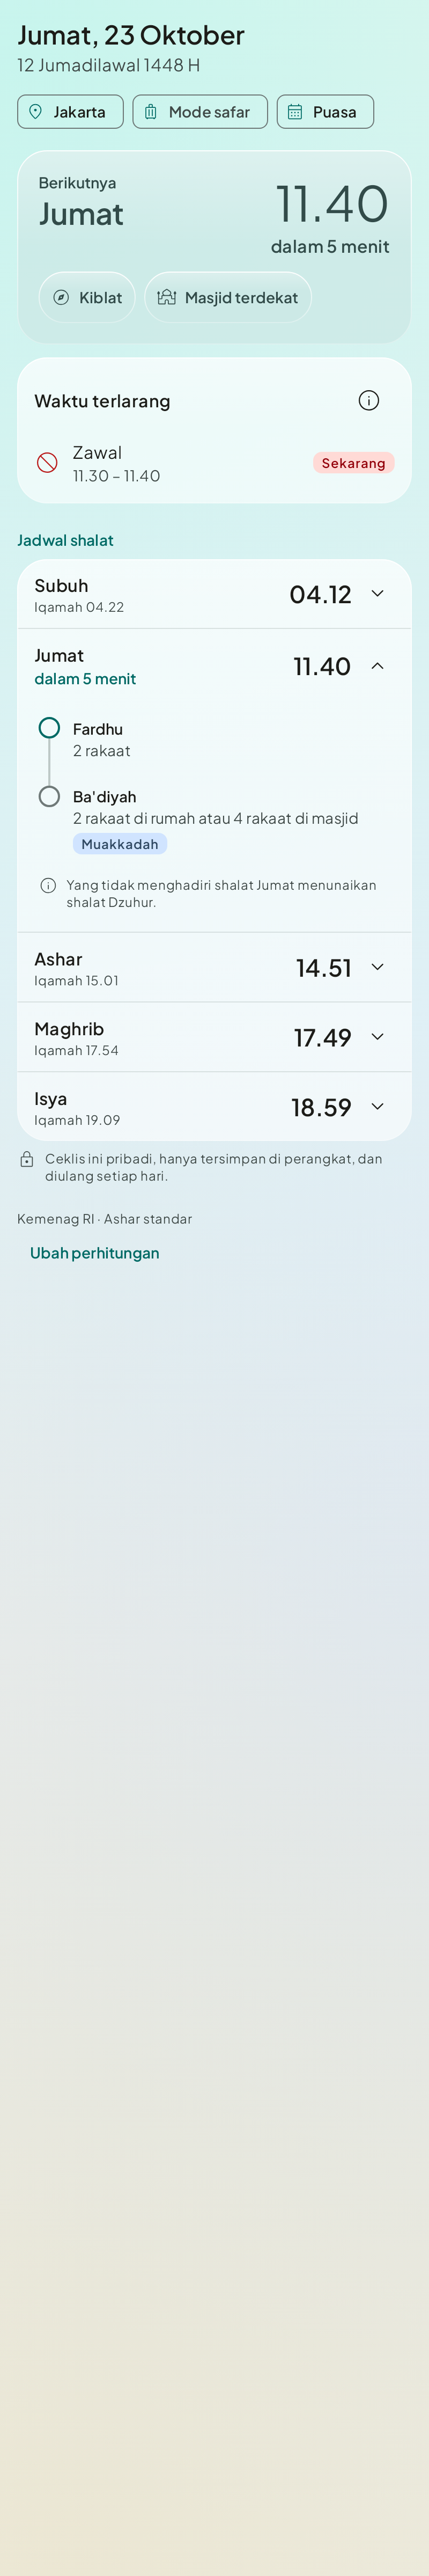 Jumat, 23 Oktober
12 Jumadilawal 1448 H
Jakarta
Mode safar
Puasa
Berikutnya
Jumat
11.40
dalam 5 menit
Kiblat
Masjid terdekat
Waktu terlarang
Zawal
11.30 – 11.40
Sekarang
Jadwal shalat
Subuh
Iqamah 04.22
04.12
Jumat
dalam 5 menit
11.40
Fardhu
2 rakaat
Ba'diyah
2 rakaat di rumah atau 4 rakaat di masjid
Muakkadah
Yang tidak menghadiri shalat Jumat menunaikan
shalat Dzuhur.
Ashar
Iqamah 15.01
14.51
Maghrib
Iqamah 17.54
17.49
Isya
Iqamah 19.09
18.59
Ceklis ini pribadi, hanya tersimpan di perangkat, dan
diulang setiap hari.
Kemenag RI · Ashar standar
Ubah perhitungan